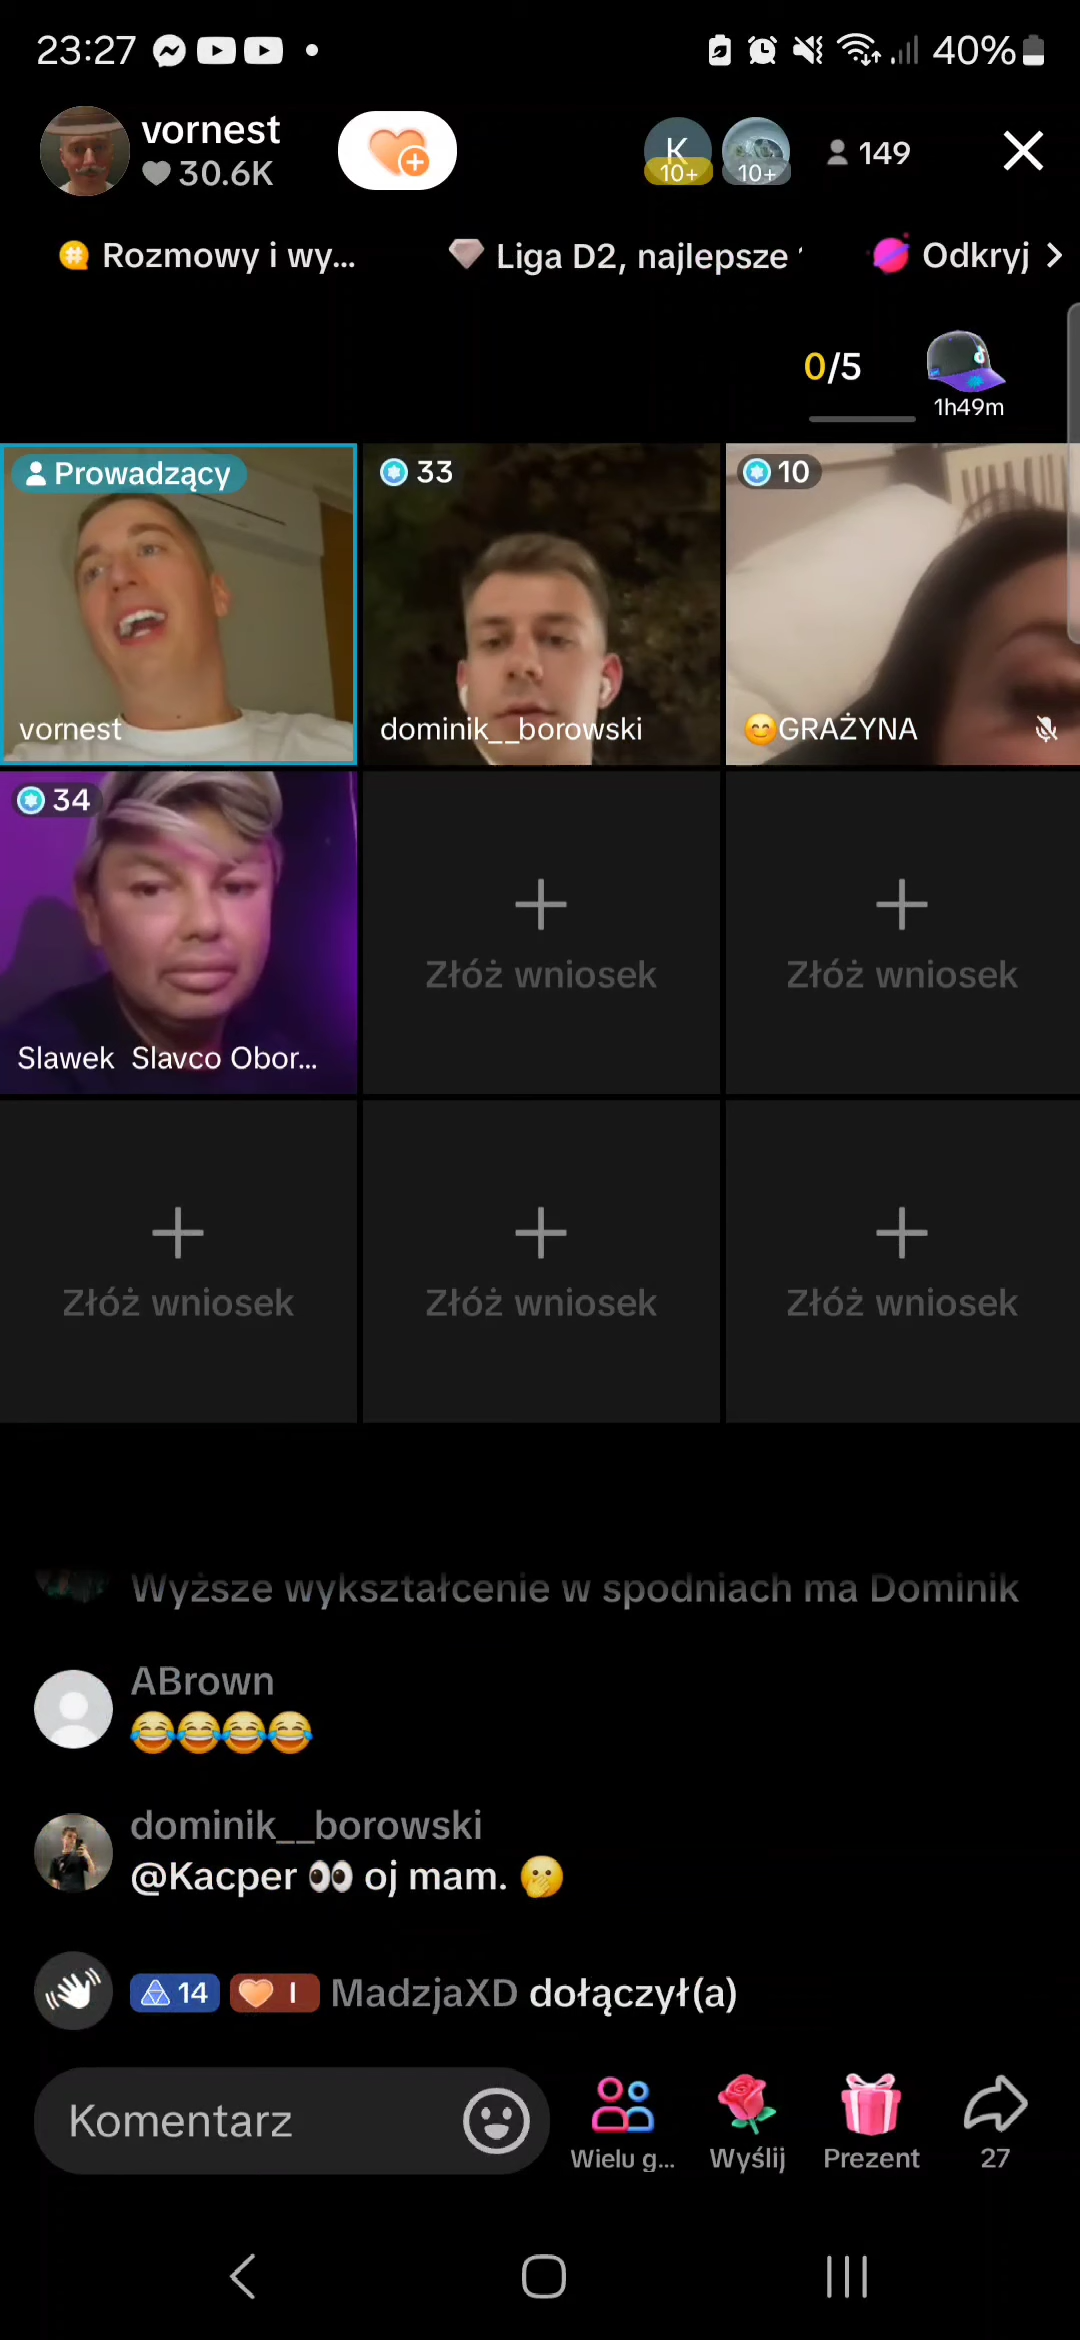 23:27
40%
vornest
30.6K
K
10+
10+
149
Rozmowy i wy...
Liga D2, najlepsze
Odkryj
0/5
1h49m
Prowadzący
vornest
33
dominik__borowski
10
😊GRAŻYNA
34
Slawek Slavco Obor...
Złóż wniosek
Złóż wniosek
Złóż wniosek
Złóż wniosek
Złóż wniosek
Wyższe wykształcenie w spodniach ma Dominik
ABrown
😂😂😂😂
dominik__borowski
@Kacper 👀 oj mam. 🤭
14 I MadzjaXD dołączył(a)
Komentarz
Wielu g...
Wyślij
Prezent
27